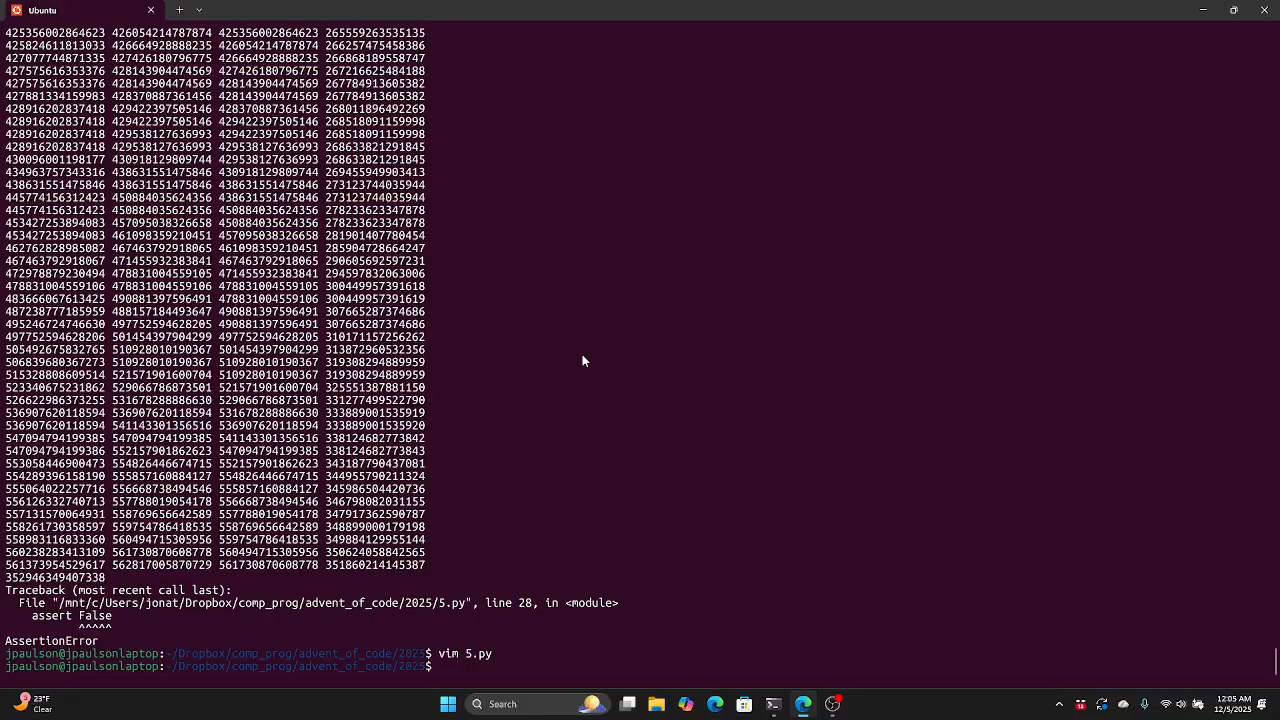 Ubuntu
425356002864623 426054214787874 425356002864623 265559263535135
425824611813033 426664928888235 426054214787874 266257475458386
427077744871335 427426180796775 426664928888235 266868189558747
427575616353376 428143904474569 427426180796775 267216625484188
427575616353376 428143904474569 428143904474569 267784913605382
427881334159983 428370887361456 428143904474569 267784913605382
428916202837418 429422397505146 428370887361456 268011896492269
428916202837418 429422397505146 429422397505146 268518091159998
428916202837418 429538127636993 429422397505146 268518091159998
428916202837418 429538127636993 429538127636993 268633821291845
430096001198177 430918129809744 429538127636993 268633821291845
434963757343316 438631551475846 430918129809744 269455949903413
438631551475846 438631551475846 438631551475846 273123744035944
445774156312423 450884035624356 438631551475846 273123744035944
445774156312423 450884035624356 450884035624356 278233623347878
453427253894083 457095038326658 450884035624356 278233623347878
453427253894083 461098359210451 457095038326658 281901407780454
462762828985082 467463792918065 461098359210451 285904728664247
467463792918067 471455932383841 467463792918065 290605692597231
472978879230494 478831004559105 471455932383841 294597832063006
478831004559106 478831004559106 478831004559105 300449957391618
483666067613425 490881397596491 478831004559106 300449957391619
487238777185959 488157184493647 490881397596491 307665287374686
495246724746630 497752594628205 490881397596491 307665287374686
497752594628206 501454397904299 497752594628205 310171157256262
505492675832765 510928010190367 501454397904299 313872960532356
506839680367273 510928010190367 510928010190367 319308294889959
515328808609514 521571901600704 510928010190367 319308294889959
523340675231862 529066786873501 521571901600704 325551387881150
526622986373255 531678288886630 529066786873501 331277499522790
536907620118594 536907620118594 531678288886630 333889001535919
536907620118594 541143301356516 536907620118594 333889001535920
547094794199385 547094794199385 541143301356516 338124682773842
547094794199386 552157901862623 547094794199385 338124682773843
553058446900473 554826446674715 552157901862623 343187790437081
554289396158190 555857160884127 554826446674715 344955790211324
555064022257716 556668738494546 555857160884127 345986504420736
556126332740713 557788019054178 556668738494546 346798082031155
557131570064931 558769656642589 557788019054178 347917362590787
558261730358597 559754786418535 558769656642589 348899000179198
558983116833360 560494715305956 559754786418535 349884129955144
560238283413109 561730870608778 560494715305956 350624058842565
561373954529617 562817005870729 561730870608778 351860214145387
352946349407338
Traceback (most recent call last):
File "/mnt/c/Users/jonat/Dropbox/comp_prog/advent_of_code/2025/5.py", line 28, in <module>
assert False
^^^^^
AssertionError
jpaulson@jpaulsonlaptop:~/Dropbox/comp_prog/advent_of_code/2025$ vim 5.py
jpaulson@jpaulsonlaptop:~/Dropbox/comp_prog/advent_of_code/2025$
23°F
Clear
Search
12:05 AM
12/5/2025